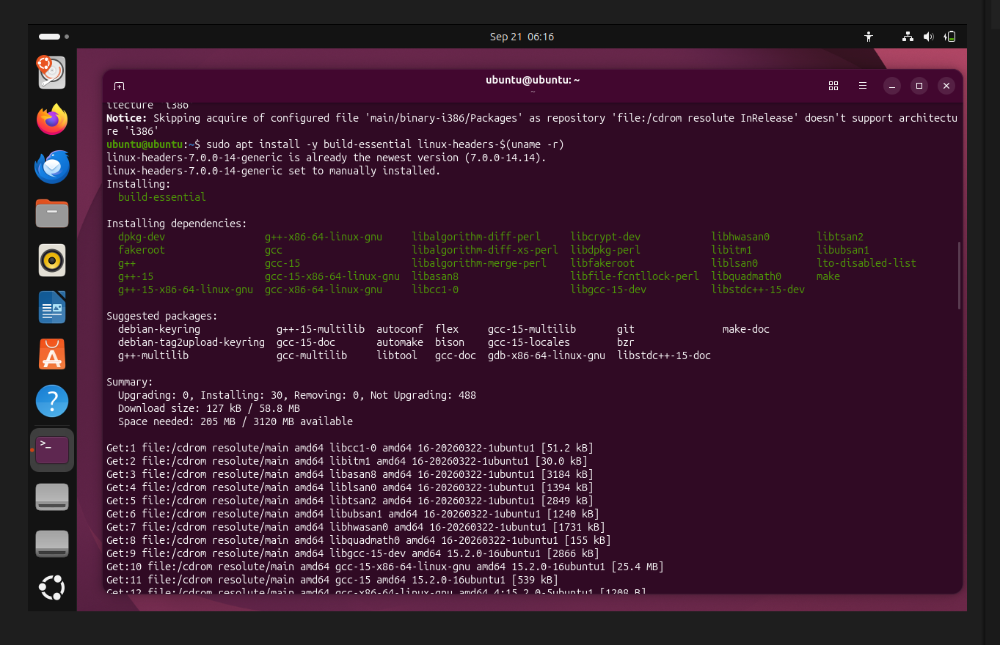 Sep 21 06:16
ubuntu@ubuntu: ~
~
itecture 'i386'
Notice: Skipping acquire of configured file 'main/binary-i386/Packages' as repository 'file:/cdrom resolute InRelease' doesn't support architectu
re 'i386'
ubuntu@ubuntu:~$ sudo apt install -y build-essential linux-headers-$(uname -r)
linux-headers-7.0.0-14-generic is already the newest version (7.0.0-14.14).
linux-headers-7.0.0-14-generic set to manually installed.
Installing:
  build-essential

Installing dependencies:
  dpkg-dev                g++-x86-64-linux-gnu     libalgorithm-diff-perl     libcrypt-dev            libhwasan0        libtsan2
  fakeroot                gcc                      libalgorithm-diff-xs-perl  libdpkg-perl            libitm1           libubsan1
  g++                     gcc-15                   libalgorithm-merge-perl    libfakeroot             liblsan0          lto-disabled-list
  g++-15                  gcc-15-x86-64-linux-gnu  libasan8                   libfile-fcntllock-perl  libquadmath0      make
  g++-15-x86-64-linux-gnu  gcc-x86-64-linux-gnu     libcc1-0                   libgcc-15-dev           libstdc++-15-dev

Suggested packages:
  debian-keyring             g++-15-multilib  autoconf  flex     gcc-15-multilib      git               make-doc
  debian-tag2upload-keyring  gcc-15-doc       automake  bison    gcc-15-locales       bzr
  g++-multilib               gcc-multilib     libtool   gcc-doc  gdb-x86-64-linux-gnu  libstdc++-15-doc

Summary:
  Upgrading: 0, Installing: 30, Removing: 0, Not Upgrading: 488
  Download size: 127 kB / 58.8 MB
  Space needed: 205 MB / 3120 MB available

Get:1 file:/cdrom resolute/main amd64 libcc1-0 amd64 16-20260322-1ubuntu1 [51.2 kB]
Get:2 file:/cdrom resolute/main amd64 libitm1 amd64 16-20260322-1ubuntu1 [30.0 kB]
Get:3 file:/cdrom resolute/main amd64 libasan8 amd64 16-20260322-1ubuntu1 [3184 kB]
Get:4 file:/cdrom resolute/main amd64 liblsan0 amd64 16-20260322-1ubuntu1 [1394 kB]
Get:5 file:/cdrom resolute/main amd64 libtsan2 amd64 16-20260322-1ubuntu1 [2849 kB]
Get:6 file:/cdrom resolute/main amd64 libubsan1 amd64 16-20260322-1ubuntu1 [1240 kB]
Get:7 file:/cdrom resolute/main amd64 libhwasan0 amd64 16-20260322-1ubuntu1 [1731 kB]
Get:8 file:/cdrom resolute/main amd64 libquadmath0 amd64 16-20260322-1ubuntu1 [155 kB]
Get:9 file:/cdrom resolute/main amd64 libgcc-15-dev amd64 15.2.0-16ubuntu1 [2866 kB]
Get:10 file:/cdrom resolute/main amd64 gcc-15-x86-64-linux-gnu amd64 15.2.0-16ubuntu1 [25.4 MB]
Get:11 file:/cdrom resolute/main amd64 gcc-15 amd64 15.2.0-16ubuntu1 [539 kB]
Get:12 file:/cdrom resolute/main amd64 gcc-x86-64-linux-gnu amd64 4:15.2.0-5ubuntu1 [1208 B]